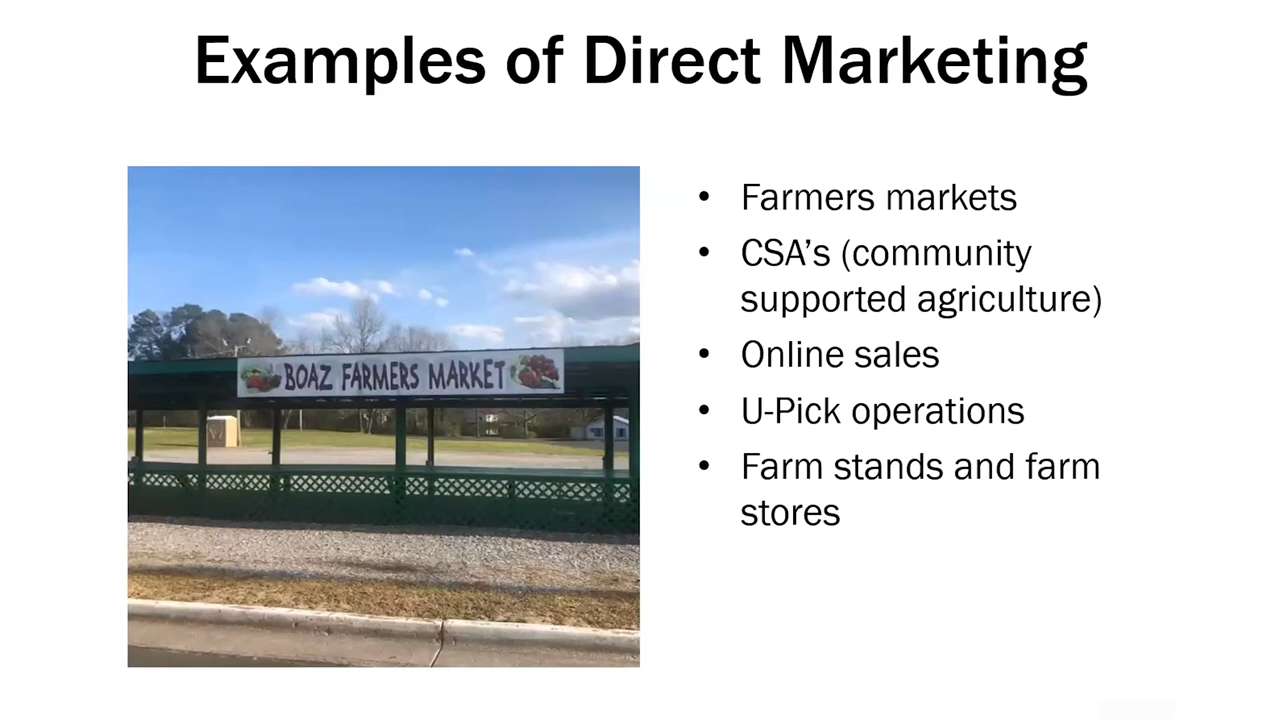 Examples of Direct Marketing
BOAZ FARMERS MARKET
• Farmers markets
• CSA’s (community
supported agriculture)
• Online sales
• U-Pick operations
• Farm stands and farm
stores